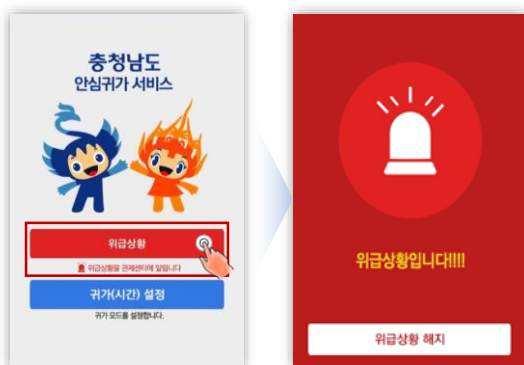 충청남도
안심귀가 서비스
위급상황
위급상황을 관제센터에 알립니다
귀가(시간) 설정
귀가 모드를 설정합니다.
위급상황입니다!!!!
위급상황 해지